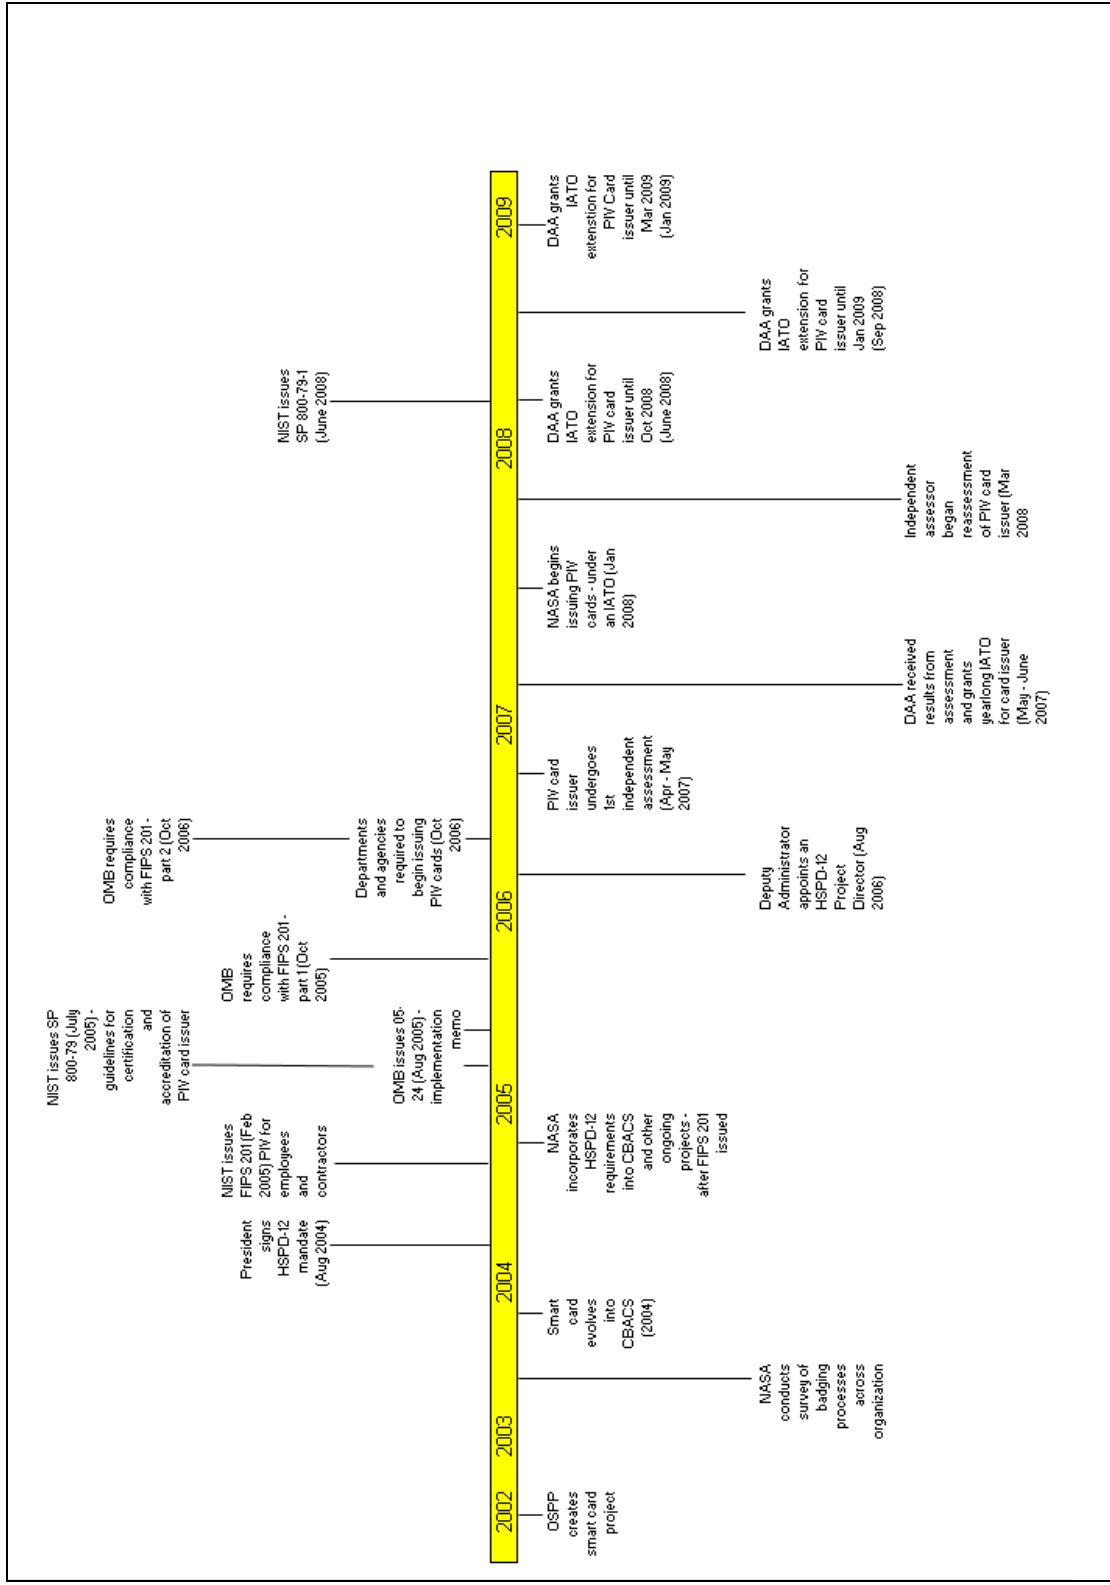 NIST issues SP
800-79 (July
2005) -
guidelines for
certification
and
accreditation of
PIV card issuer
OMB requires
compliance
with FIPS 201-
part 2 (Oct
2006)
NIST issues
FIPS 201 (Feb
2005) PIV for
employees
and
contractors
OMB
requires
compliance
with FIPS 201-
part 1 (Oct
2005)
President
signs
HSPD-12
mandate
(Aug 2004)
NIST issues
SP 800-79-1
(June 2008)
OMB issues 05-
24 (Aug 2005) -
implementation
memo
Departments
and agencies
required to
begin issuing
PIV cards (Oct
2006)
2002
2003
2004
2005
2006
2007
2008
2009
OSPP
creates
smart card
project
Smart
card
evolves
into
CBACS
(2004)
NASA
incorporates
HSPD-12
requirements
into CBACS
and other
ongoing
projects -
after FIPS 201
issued
PIV card
issuer
undergoes
1st
independent
assessment
(Apr - May
2007)
NASA begins
issuing PIV
cards - under
an IATO (Jan
2008)
DAA grants
IATO
extension for
PIV card
issuer until
Oct 2008
(June 2008)
DAA grants
IATO
extenstion for
PIV Card
issuer until
Mar 2009
(Jan 2009)
NASA
conducts
survey of
badging
processes
across
organization
Deputy
Administrator
appoints an
HSPD-12
Project
Director (Aug
2006)
DAA grants
IATO
extension for
PIV card
issuer until
Jan 2009
(Sep 2008)
DAA received
results from
assessment
and grants
yearlong IATO
for card issuer
(May - June
2007)
Independent
assessor
began
reassessment
of PIV card
issuer (Mar
2008